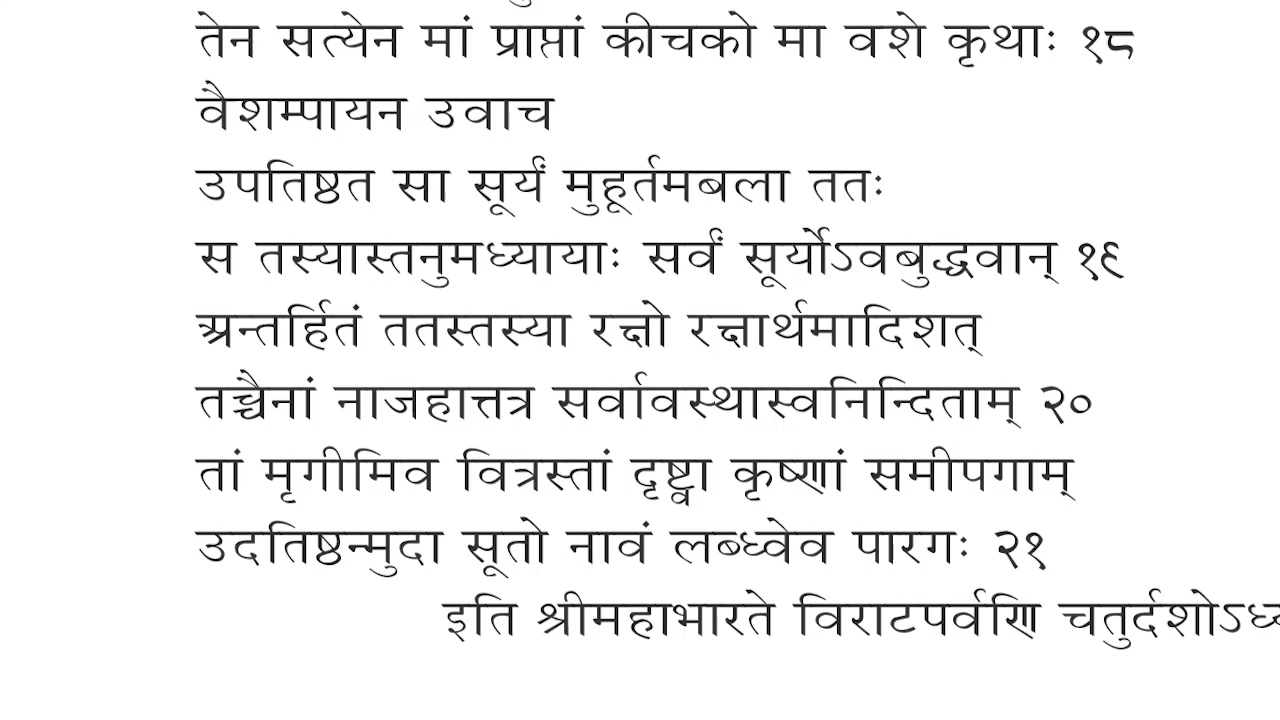 तेन सत्येन मां प्राप्तां कीचको मा वशे कृथाः १८
वैशम्पायन उवाच
उपतिष्ठत सा सूर्यं मुहूर्तमबला ततः
स तस्यास्तनुमध्यायाः सर्वं सूर्योऽवबुद्धवान् १९
अन्तर्हितं ततस्तस्या रक्षो रक्षार्थमादिशत्
तच्चैनां नाजहात्तत्र सर्वावस्थास्वनिन्दिताम् २०
तां मृगीमिव वित्रस्तां दृष्ट्वा कृष्णां समीपगाम्
उदतिष्ठन्मुदा सूतो नावं लब्ध्वेव पारगः २१
इति श्रीमहाभारते विराटपर्वणि